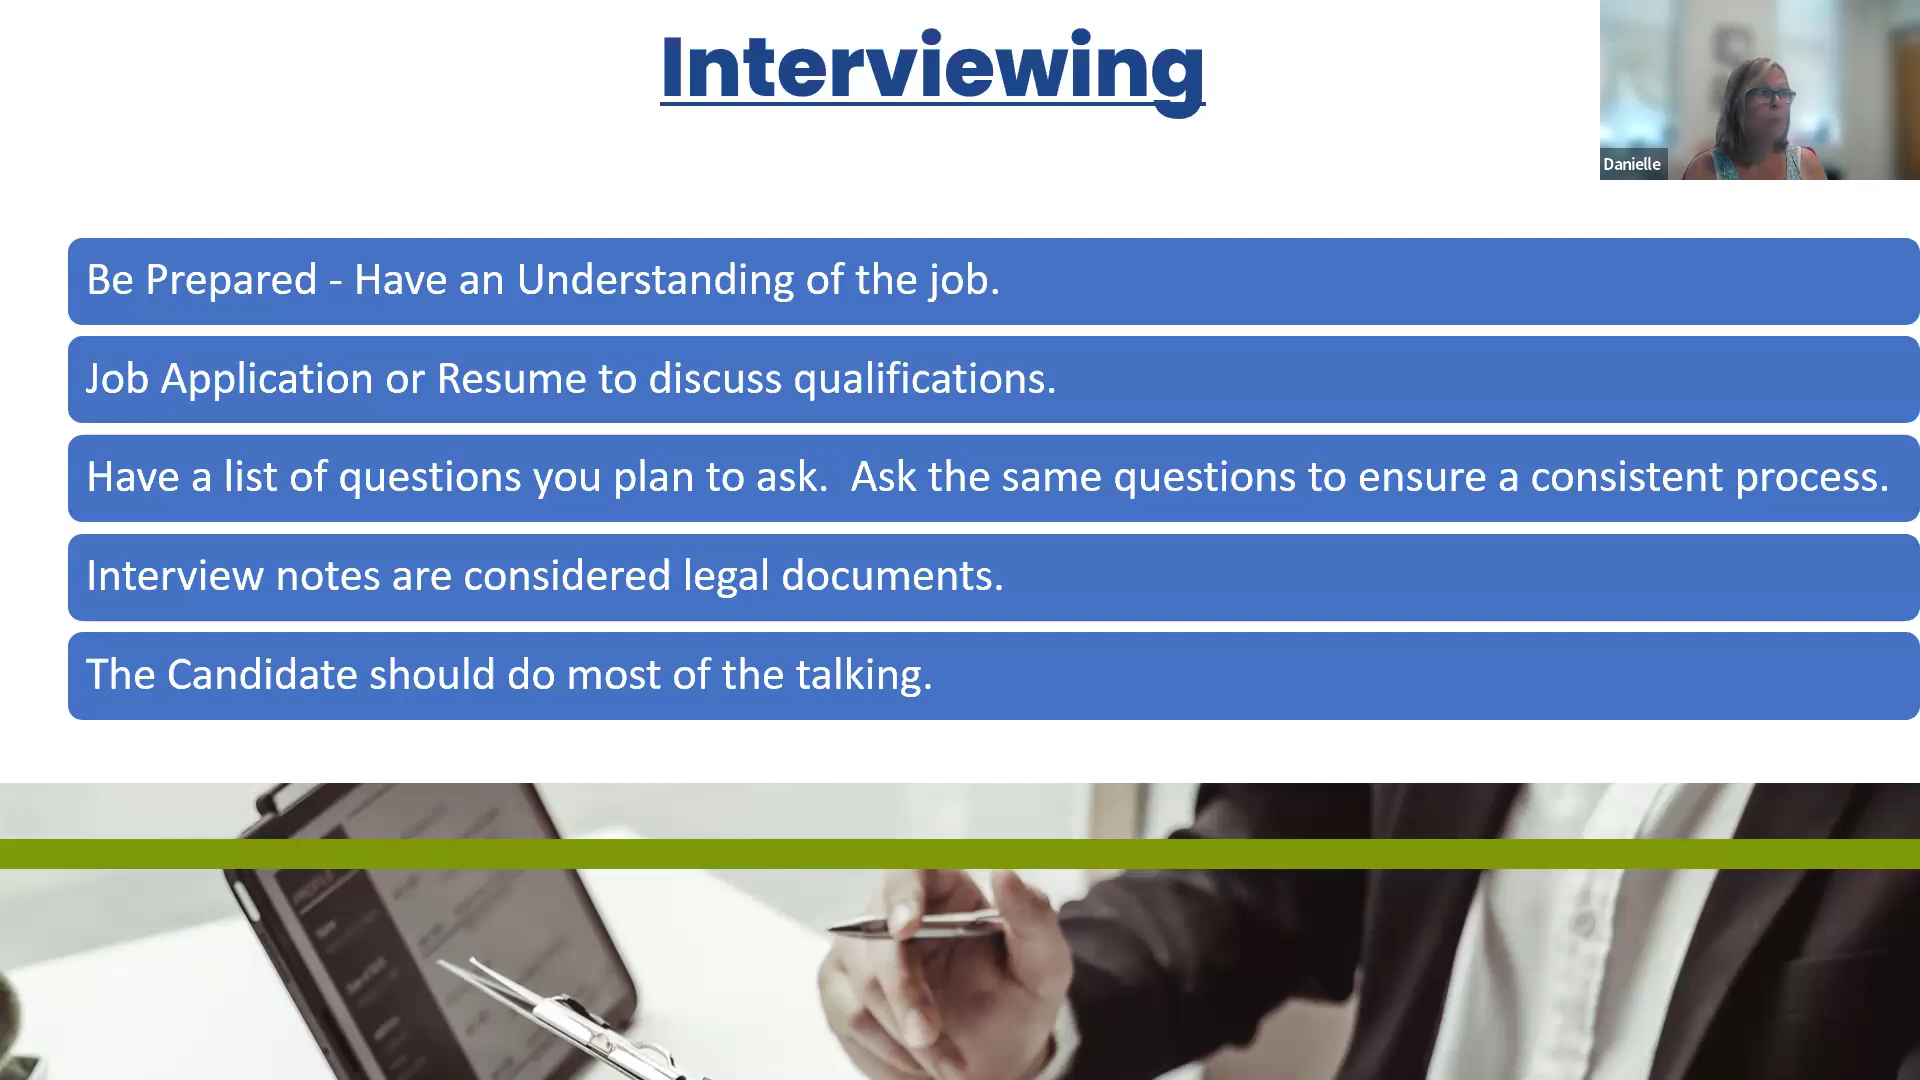 Interviewing
Danielle
Be Prepared - Have an Understanding of the job.
Job Application or Resume to discuss qualifications.
Have a list of questions you plan to ask.  Ask the same questions to ensure a consistent process.
Interview notes are considered legal documents.
The Candidate should do most of the talking.